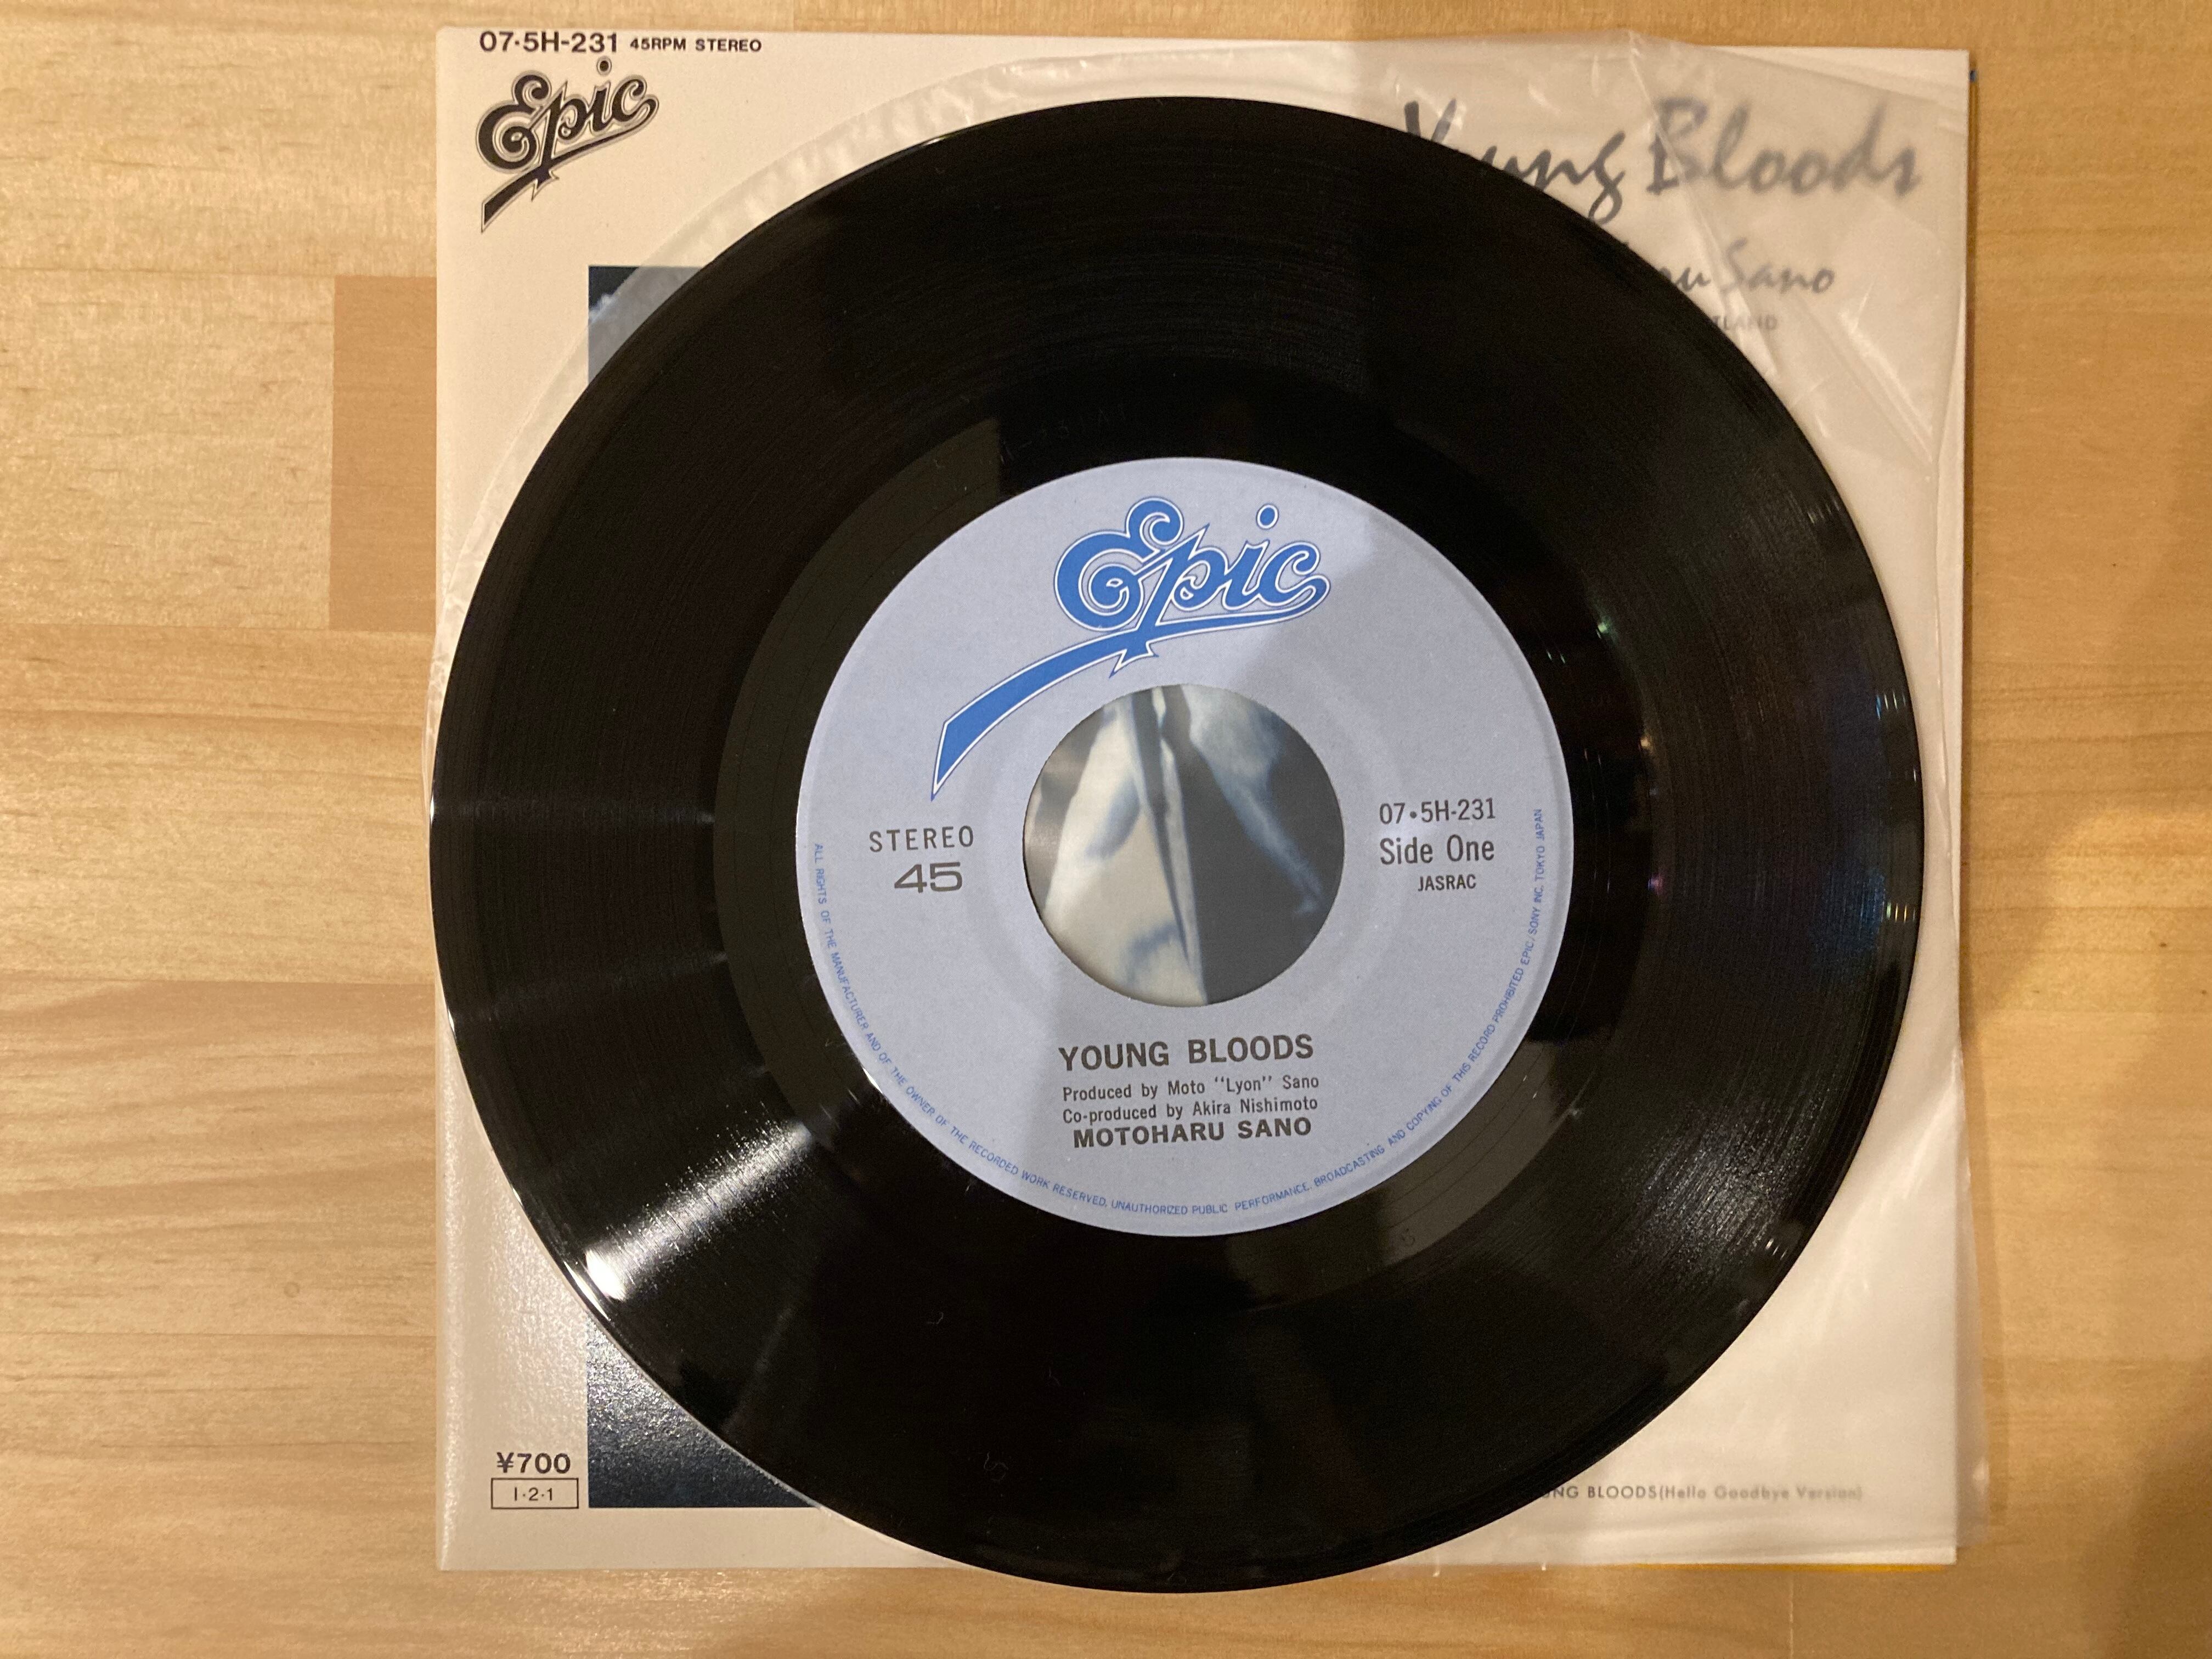 07·5H-231 45RPM STEREO
Epic
Young Bloods
Sano
Epic
STEREO
45
07•5H-231
Side One
JASRAC
YOUNG BLOODS
Produced by Moto "Lyon" Sano
Co-produced by Akira Nishimoto
MOTOHARU SANO
ALL RIGHTS OF THE MANUFACTURER AND OF THE OWNER OF THE RECORDED WORK RESERVED. UNAUTHORIZED PUBLIC PERFORMANCE. BROADCASTING AND COPYING OF THIS RECORD PROHIBITED EPIC/SONY INC. TOKYO JAPAN
¥700
I·2·1
BLOODS(Hello Goodbye Version)